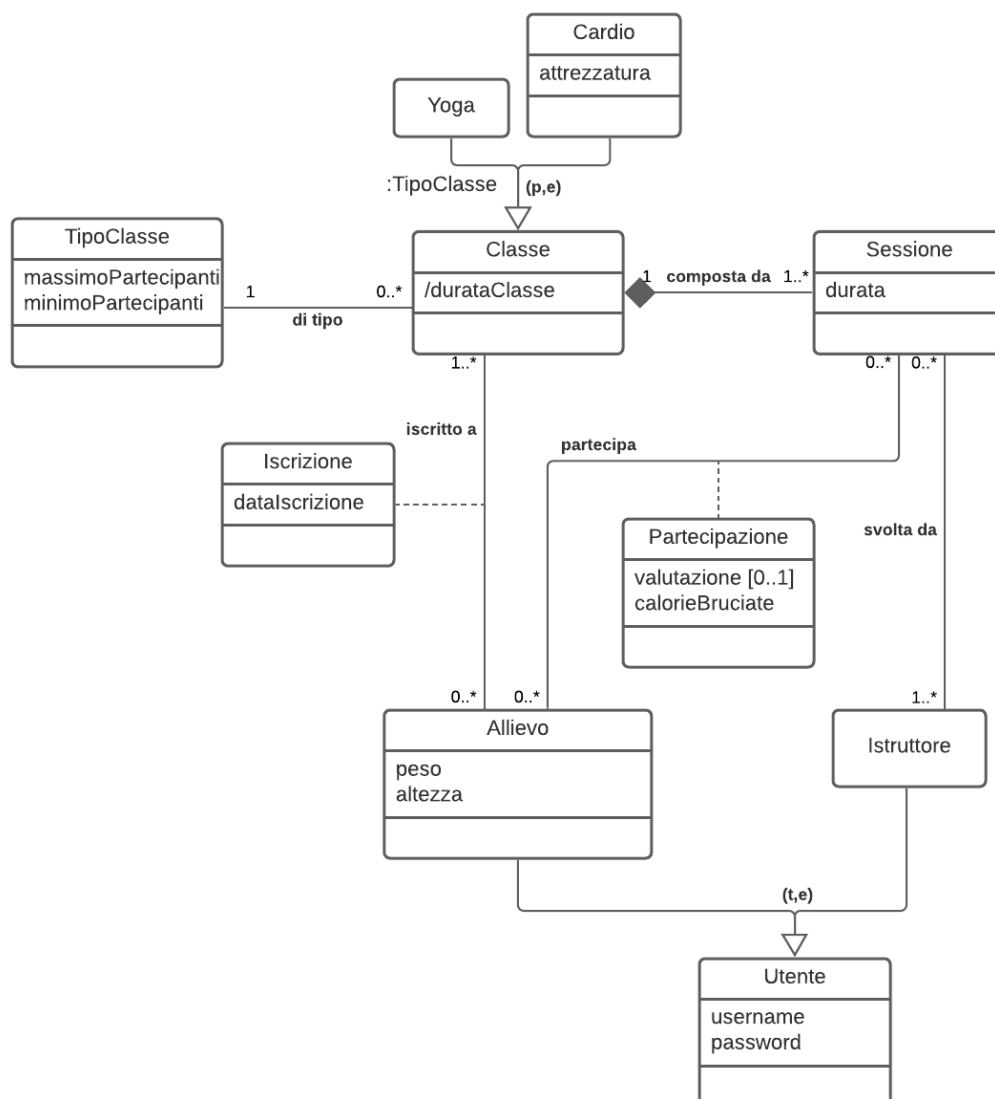 Cardio
attrezzatura
Yoga
:TipoClasse
(p,e)
TipoClasse
massimoPartecipanti
minimoPartecipanti
1
0..*
di tipo
Classe
/durataClasse
1
composta da
1..*
Sessione
durata
1..*
0..*
0..*
iscritto a
partecipa
Iscrizione
dataIscrizione
Partecipazione
valutazione [0..1]
calorieBruciate
svolta da
0..*
0..*
1..*
Allievo
peso
altezza
Istruttore
(t,e)
Utente
username
password